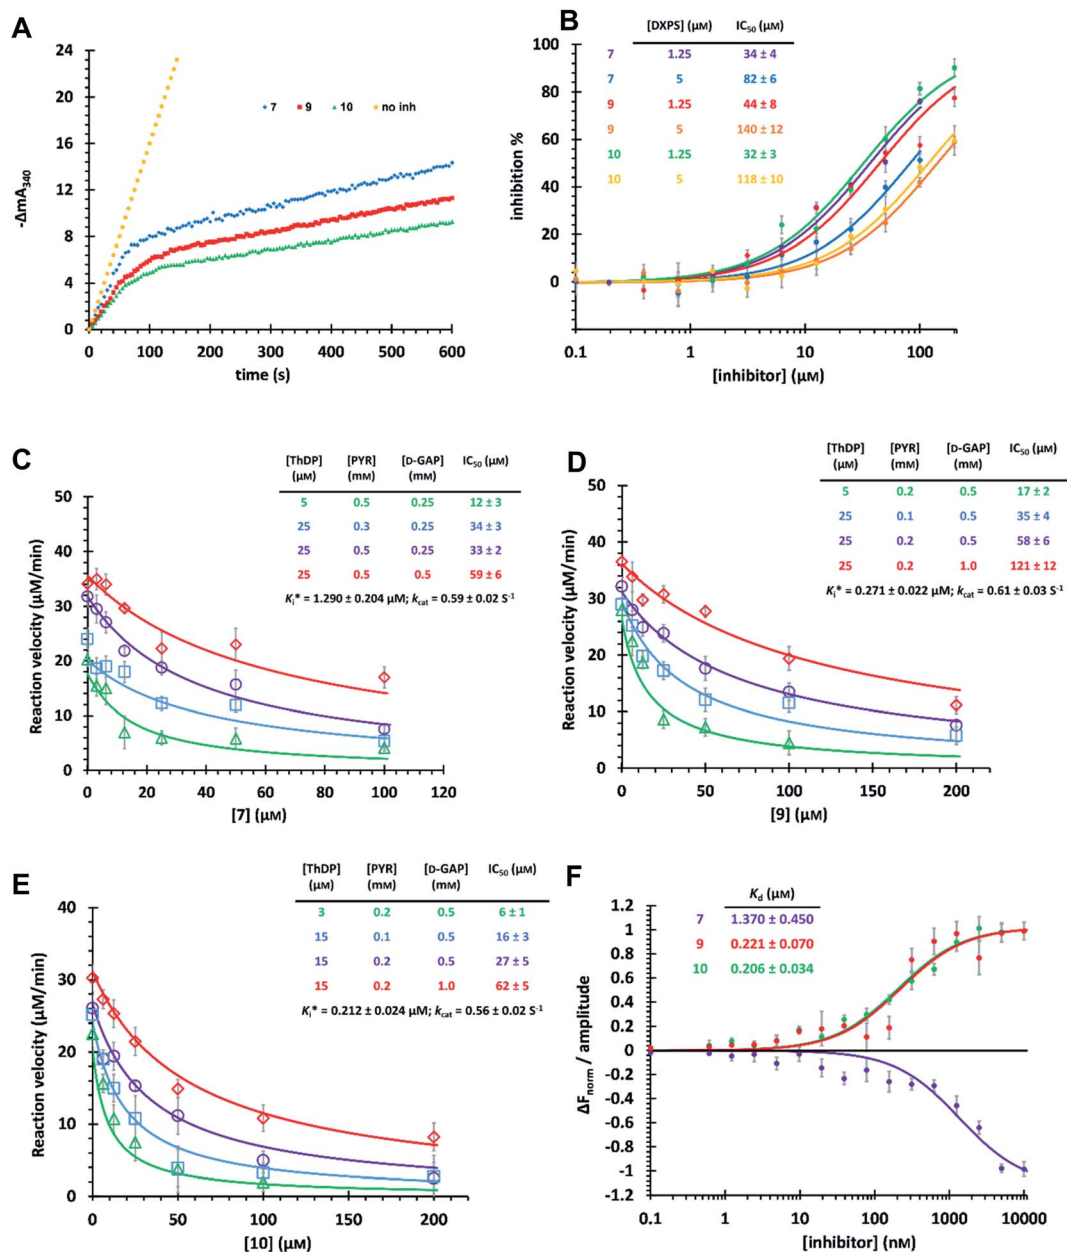 A
24
20
16
12
8
4
0
-ΔmA340
7 9 10 no inh
0 100 200 300 400 500 600
time (s)
B
[DXPS] (μM) IC50 (μM)
7 1.25 34 ± 4
7 5 82 ± 6
9 1.25 44 ± 8
9 5 140 ± 12
10 1.25 32 ± 3
10 5 118 ± 10
100
80
60
40
20
0
inhibition %
0.1 1 10 100
[inhibitor] (μM)
C
[ThDP] [PYR] [D-GAP] IC50 (μM)
(μM) (mM) (mM)
5 0.5 0.25 12 ± 3
25 0.3 0.25 34 ± 3
25 0.5 0.25 33 ± 2
25 0.5 0.5 59 ± 6
Ki* = 1.290 ± 0.204 μM; kcat = 0.59 ± 0.02 S-1
50
40
30
20
10
0
Reaction velocity (μM/min)
0 20 40 60 80 100 120
[7] (μM)
D
[ThDP] [PYR] [D-GAP] IC50 (μM)
(μM) (mM) (mM)
5 0.2 0.5 17 ± 2
25 0.1 0.5 35 ± 4
25 0.2 0.5 58 ± 6
25 0.2 1.0 121 ± 12
Ki* = 0.271 ± 0.022 μM; kcat = 0.61 ± 0.03 S-1
50
40
30
20
10
0
Reaction velocity (μM/min)
0 50 100 150 200
[9] (μM)
E
[ThDP] [PYR] [D-GAP] IC50 (μM)
(μM) (mM) (mM)
3 0.2 0.5 6 ± 1
15 0.1 0.5 16 ± 3
15 0.2 0.5 27 ± 5
15 0.2 1.0 62 ± 5
Ki* = 0.212 ± 0.024 μM; kcat = 0.56 ± 0.02 S-1
40
30
20
10
0
Reaction velocity (μM/min)
0 50 100 150 200
[10] (μM)
F
Kd (μM)
7 1.370 ± 0.450
9 0.221 ± 0.070
10 0.206 ± 0.034
1.2
1
0.8
0.6
0.4
0.2
0
-0.2
-0.4
-0.6
-0.8
-1
-1.2
ΔFnorm / amplitude
0.1 1 10 100 1000 10000
[inhibitor] (nM)